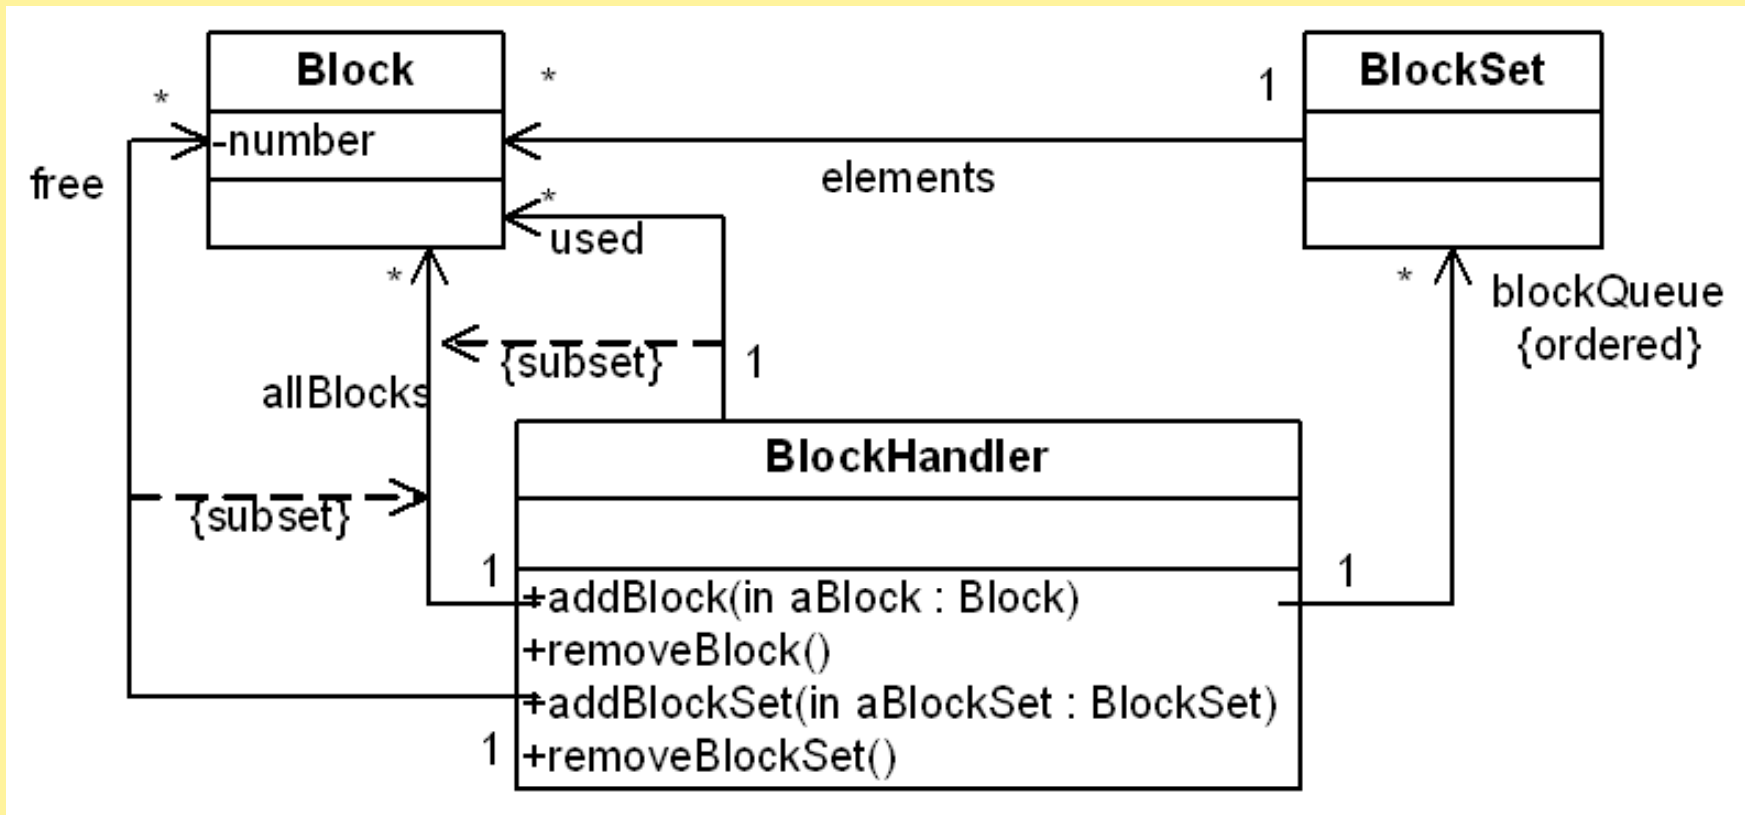 Block
BlockSet
*
*
1
-number
free
elements
*
used
*
*
blockQueue
{ordered}
{subset}
1
allBlocks
BlockHandler
{subset}
1
1
+addBlock(in aBlock : Block)
+removeBlock()
+addBlockSet(in aBlockSet : BlockSet)
1
+removeBlockSet()